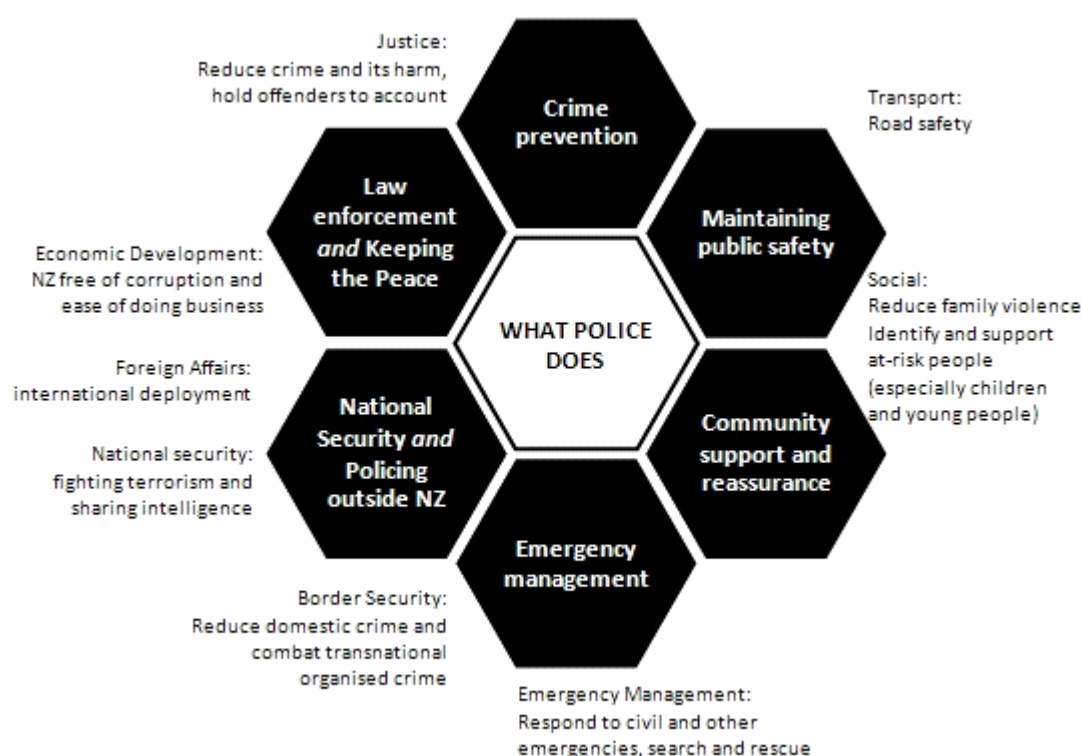 Justice:
Reduce crime and its harm,
hold offenders to account
Crime
prevention
Transport:
Road safety
Law
enforcement
and Keeping
the Peace
Maintaining
public safety
Economic Development:
NZ free of corruption and
ease of doing business
WHAT POLICE
DOES
Social:
Reduce family violence
Identify and support
at-risk people
(especially children
and young people)
Foreign Affairs:
international deployment
National
Security and
Policing
outside NZ
Community
support and
reassurance
National security:
fighting terrorism and
sharing intelligence
Emergency
management
Border Security:
Reduce domestic crime and
combat transnational
organised crime
Emergency Management:
Respond to civil and other
emergencies, search and rescue